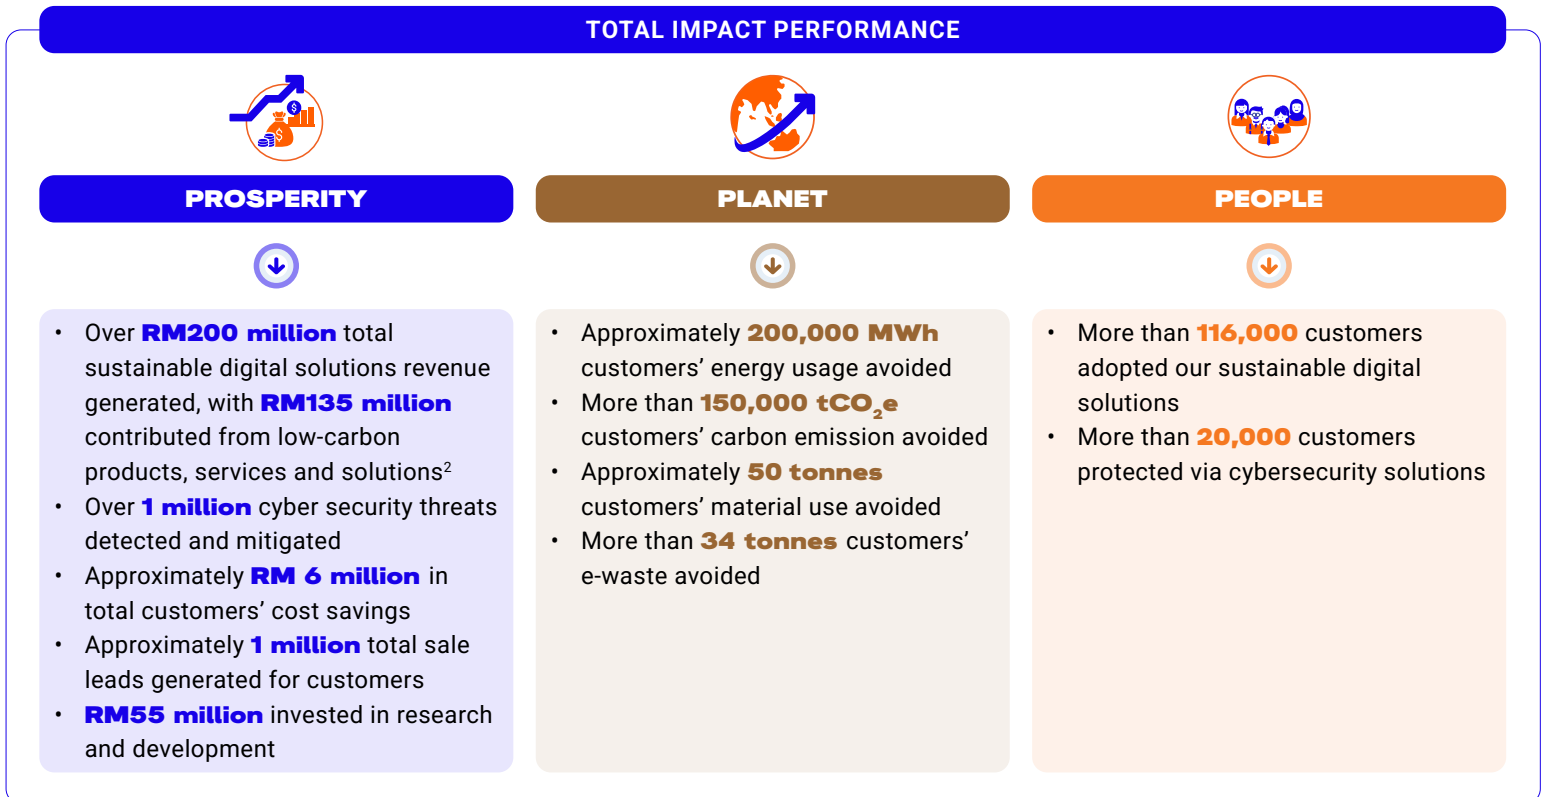 TOTAL IMPACT PERFORMANCE
PROSPERITY
• Over RM200 million total
sustainable digital solutions revenue
generated, with RM135 million
contributed from low-carbon
products, services and solutions²
• Over 1 million cyber security threats
detected and mitigated
• Approximately RM 6 million in
total customers’ cost savings
• Approximately 1 million total sale
leads generated for customers
• RM55 million invested in research
and development
PLANET
• Approximately 200,000 MWh
customers’ energy usage avoided
• More than 150,000 tCO₂e
customers’ carbon emission avoided
• Approximately 50 tonnes
customers’ material use avoided
• More than 34 tonnes customers’
e-waste avoided
PEOPLE
• More than 116,000 customers
adopted our sustainable digital
solutions
• More than 20,000 customers
protected via cybersecurity solutions